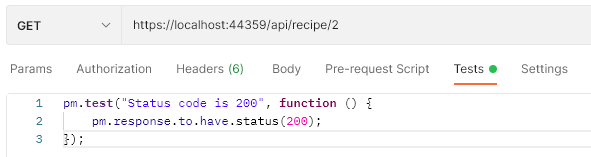 GET https://localhost:44359/api/recipe/2
Params Authorization Headers (6) Body Pre-request Script Tests Settings
1 pm.test("Status code is 200", function () {
2     pm.response.to.have.status(200);
3 });